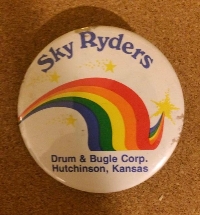 Sky Ryders
Drum & Bugle Corp.
Hutchinson, Kansas